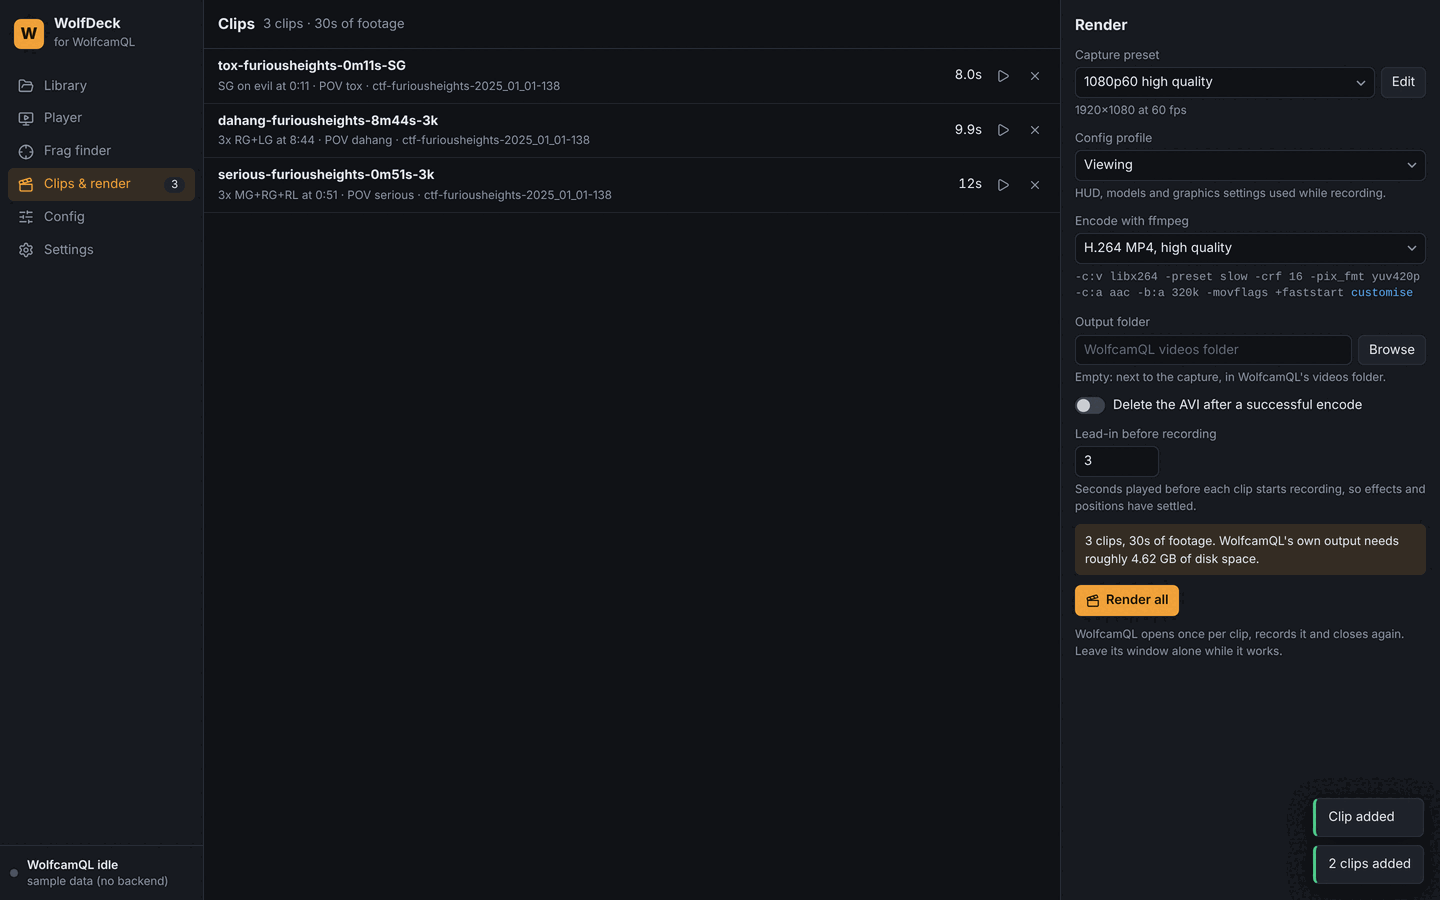 W
WolfDeck
for WolfcamQL
Library
Player
Frag finder
Clips & render 3
Config
Settings
WolfcamQL idle
sample data (no backend)
Clips 3 clips · 30s of footage
tox-furiousheights-0m11s-SG
SG on evil at 0:11 · POV tox · ctf-furiousheights-2025_01_01-138
8.0s
dahang-furiousheights-8m44s-3k
3x RG+LG at 8:44 · POV dahang · ctf-furiousheights-2025_01_01-138
9.9s
serious-furiousheights-0m51s-3k
3x MG+RG+RL at 0:51 · POV serious · ctf-furiousheights-2025_01_01-138
12s
Render
Capture preset
1080p60 high quality Edit
1920×1080 at 60 fps
Config profile
Viewing
HUD, models and graphics settings used while recording.
Encode with ffmpeg
H.264 MP4, high quality
-c:v libx264 -preset slow -crf 16 -pix_fmt yuv420p
-c:a aac -b:a 320k -movflags +faststart customise
Output folder
WolfcamQL videos folder Browse
Empty: next to the capture, in WolfcamQL's videos folder.
Delete the AVI after a successful encode
Lead-in before recording
3
Seconds played before each clip starts recording, so effects and
positions have settled.
3 clips, 30s of footage. WolfcamQL's own output needs
roughly 4.62 GB of disk space.
Render all
WolfcamQL opens once per clip, records it and closes again.
Leave its window alone while it works.
Clip added
2 clips added